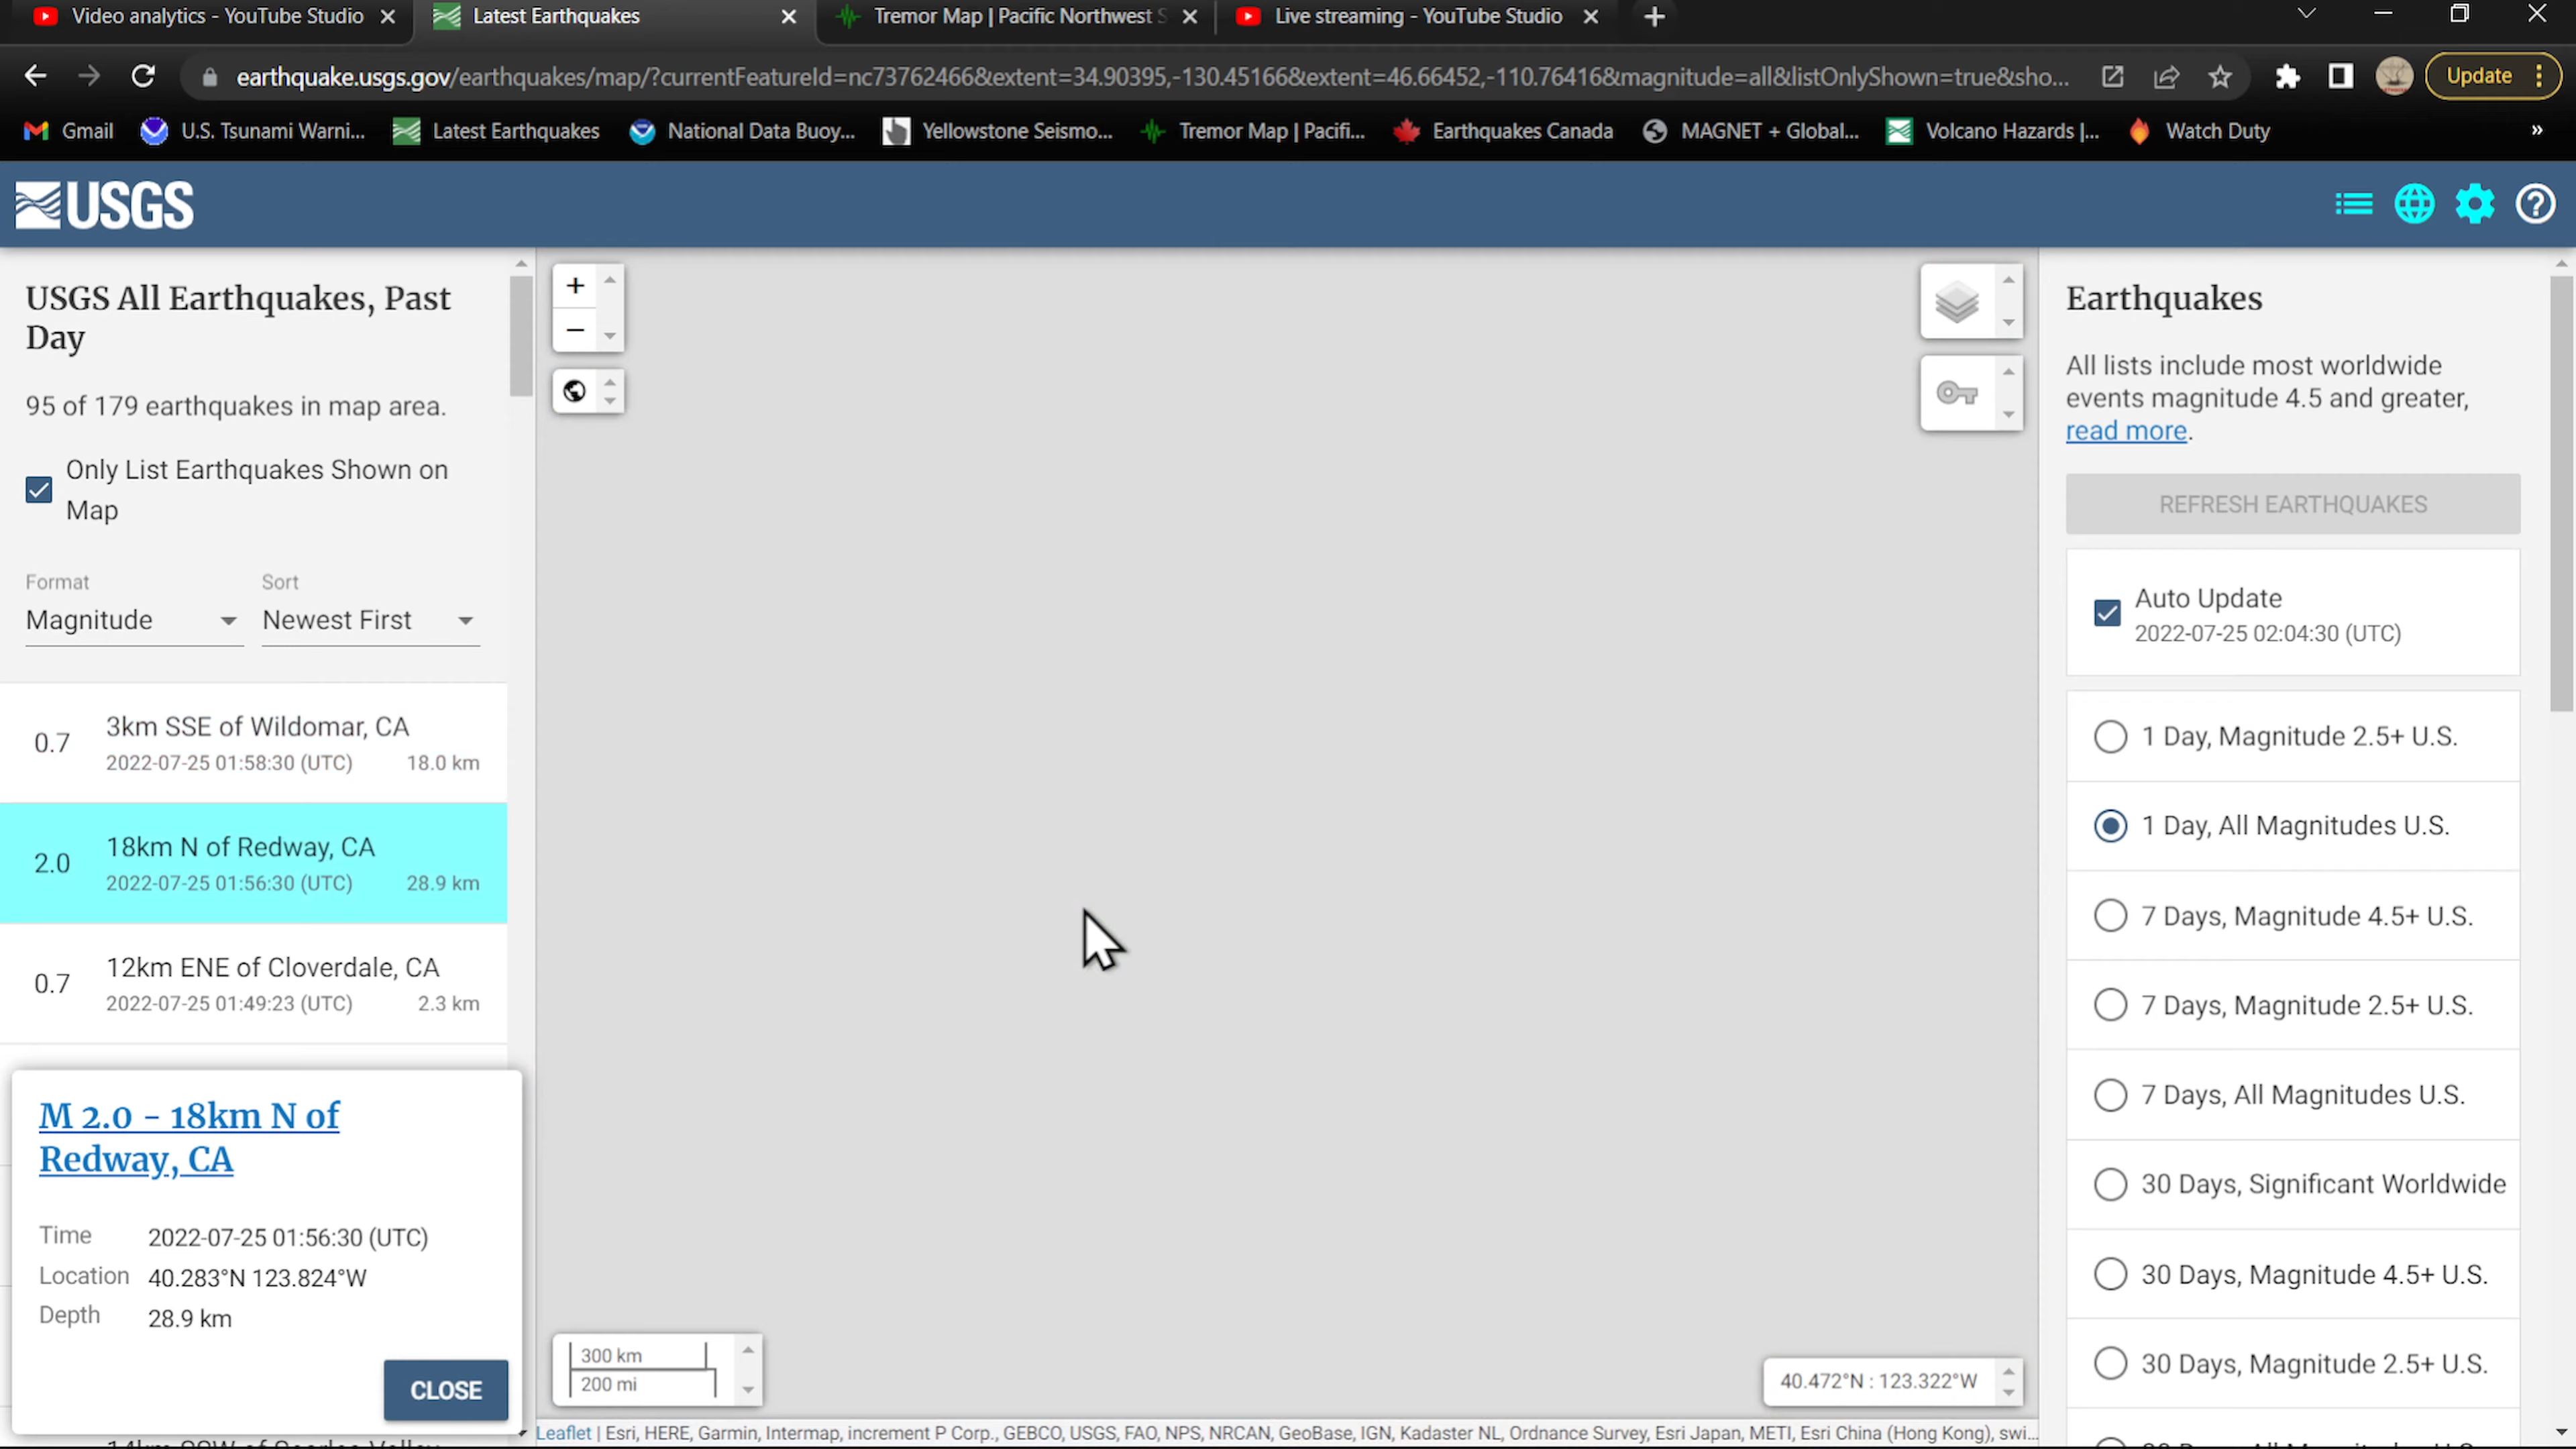 Video analytics - YouTube Studio
Latest Earthquakes
Tremor Map | Pacific Northwest S
Live streaming - YouTube Studio
earthquake.usgs.gov/earthquakes/map/?currentFeatureId=nc73762466&extent=34.90395,-130.45166&extent=46.66452,-110.76416&magnitude=all&listOnlyShown=true&sho...
Update
Gmail
U.S. Tsunami Warni...
Latest Earthquakes
National Data Buoy...
Yellowstone Seismo...
Tremor Map | Pacifi...
Earthquakes Canada
MAGNET + Global...
Volcano Hazards |...
Watch Duty
»
USGS
USGS All Earthquakes, Past
Day
95 of 179 earthquakes in map area.
Only List Earthquakes Shown on
Map
Format
Sort
Magnitude
Newest First
0.7
3km SSE of Wildomar, CA
2022-07-25 01:58:30 (UTC)
18.0 km
2.0
18km N of Redway, CA
2022-07-25 01:56:30 (UTC)
28.9 km
0.7
12km ENE of Cloverdale, CA
2022-07-25 01:49:23 (UTC)
2.3 km
M 2.0 - 18km N of
Redway, CA
Time 2022-07-25 01:56:30 (UTC)
Location 40.283°N 123.824°W
Depth 28.9 km
CLOSE
+
−
300 km
200 mi
40.472°N : 123.322°W
Leaflet | Esri, HERE, Garmin, Intermap, increment P Corp., GEBCO, USGS, FAO, NPS, NRCAN, GeoBase, IGN, Kadaster NL, Ordnance Survey, Esri Japan, METI, Esri China (Hong Kong), swi...
Earthquakes
All lists include most worldwide
events magnitude 4.5 and greater,
read more.
REFRESH EARTHQUAKES
Auto Update
2022-07-25 02:04:30 (UTC)
1 Day, Magnitude 2.5+ U.S.
1 Day, All Magnitudes U.S.
7 Days, Magnitude 4.5+ U.S.
7 Days, Magnitude 2.5+ U.S.
7 Days, All Magnitudes U.S.
30 Days, Significant Worldwide
30 Days, Magnitude 4.5+ U.S.
30 Days, Magnitude 2.5+ U.S.